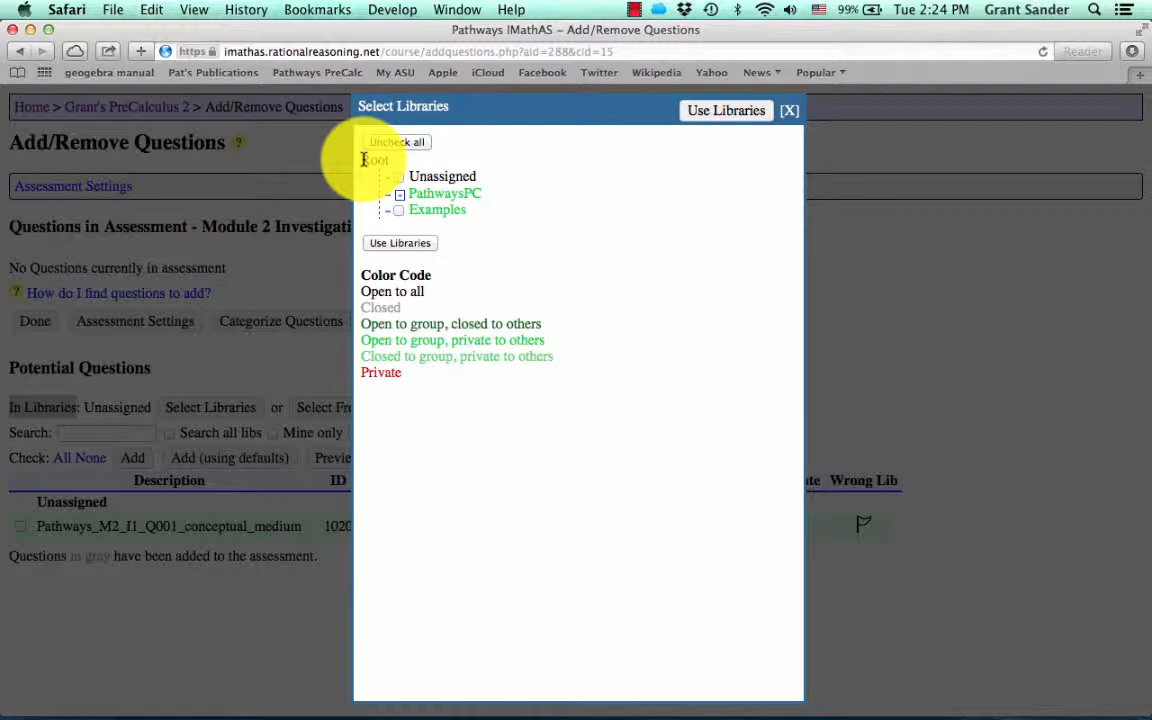 Safari File Edit View History Bookmarks Develop Window Help 99% Tue 2:24 PM Grant Sander
Pathways IMathAS – Add/Remove Questions
https imathas.rationalreasoning.net/course/addquestions.php?aid=288&cid=15 Reader
geogebra manual Pat's Publications Pathways PreCalc My ASU Apple iCloud Facebook Twitter Wikipedia Yahoo News Popular
Home > Grant's PreCalculus 2 > Add/Remove Questions
Select Libraries Use Libraries [X]
Add/Remove Questions ?
Uncheck all
Root
Unassigned
Assessment Settings
PathwaysPC
Examples
Questions in Assessment - Module 2 Investigati
Use Libraries
No Questions currently in assessment
Color Code
? How do I find questions to add?
Open to all
Closed
Done Assessment Settings Categorize Questions
Open to group, closed to others
Open to group, private to others
Closed to group, private to others
Potential Questions
Private
In Libraries: Unassigned Select Libraries or Select Fr
Search: Search all libs Mine only
Check: All None Add Add (using defaults) Previe
Description ID te Wrong Lib
Unassigned
Pathways_M2_I1_Q001_conceptual_medium 1020
Questions in gray have been added to the assessment.